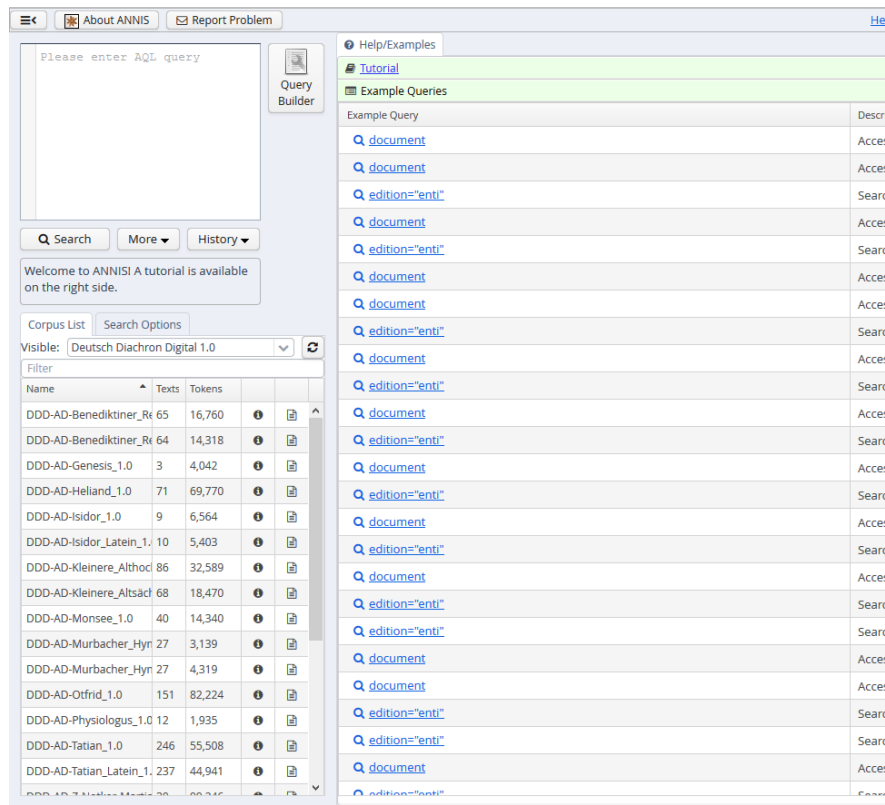 About ANNIS
Report Problem
Please enter AQL query
Query
Builder
Search
More
History
Welcome to ANNIS! A tutorial is available
on the right side.
Corpus List
Search Options
Visible: Deutsch Diachron Digital 1.0
Filter
Name Texts Tokens
DDD-AD-Benediktiner_Re 65 16,760
DDD-AD-Benediktiner_Re 64 14,318
DDD-AD-Genesis_1.0 3 4,042
DDD-AD-Heliand_1.0 71 69,770
DDD-AD-Isidor_1.0 9 6,564
DDD-AD-Isidor_Latein_1. 10 5,403
DDD-AD-Kleinere_Althoc 86 32,589
DDD-AD-Kleinere_Altsäch 68 18,470
DDD-AD-Monsee_1.0 40 14,340
DDD-AD-Murbacher_Hyn 27 3,139
DDD-AD-Murbacher_Hyn 27 4,319
DDD-AD-Otfrid_1.0 151 82,224
DDD-AD-Physiologus_1.0 12 1,935
DDD-AD-Tatian_1.0 246 55,508
DDD-AD-Tatian_Latein_1. 237 44,941
He
Help/Examples
Tutorial
Example Queries
Example Query Descr
document Acces
document Acces
edition="enti" Searc
document Acces
edition="enti" Searc
document Acces
document Acces
edition="enti" Searc
document Acces
edition="enti" Searc
document Acces
edition="enti" Searc
document Acces
edition="enti" Searc
document Acces
edition="enti" Searc
document Acces
edition="enti" Searc
edition="enti" Searc
document Acces
document Acces
edition="enti" Searc
edition="enti" Searc
document Acces
edition="enti" Searc